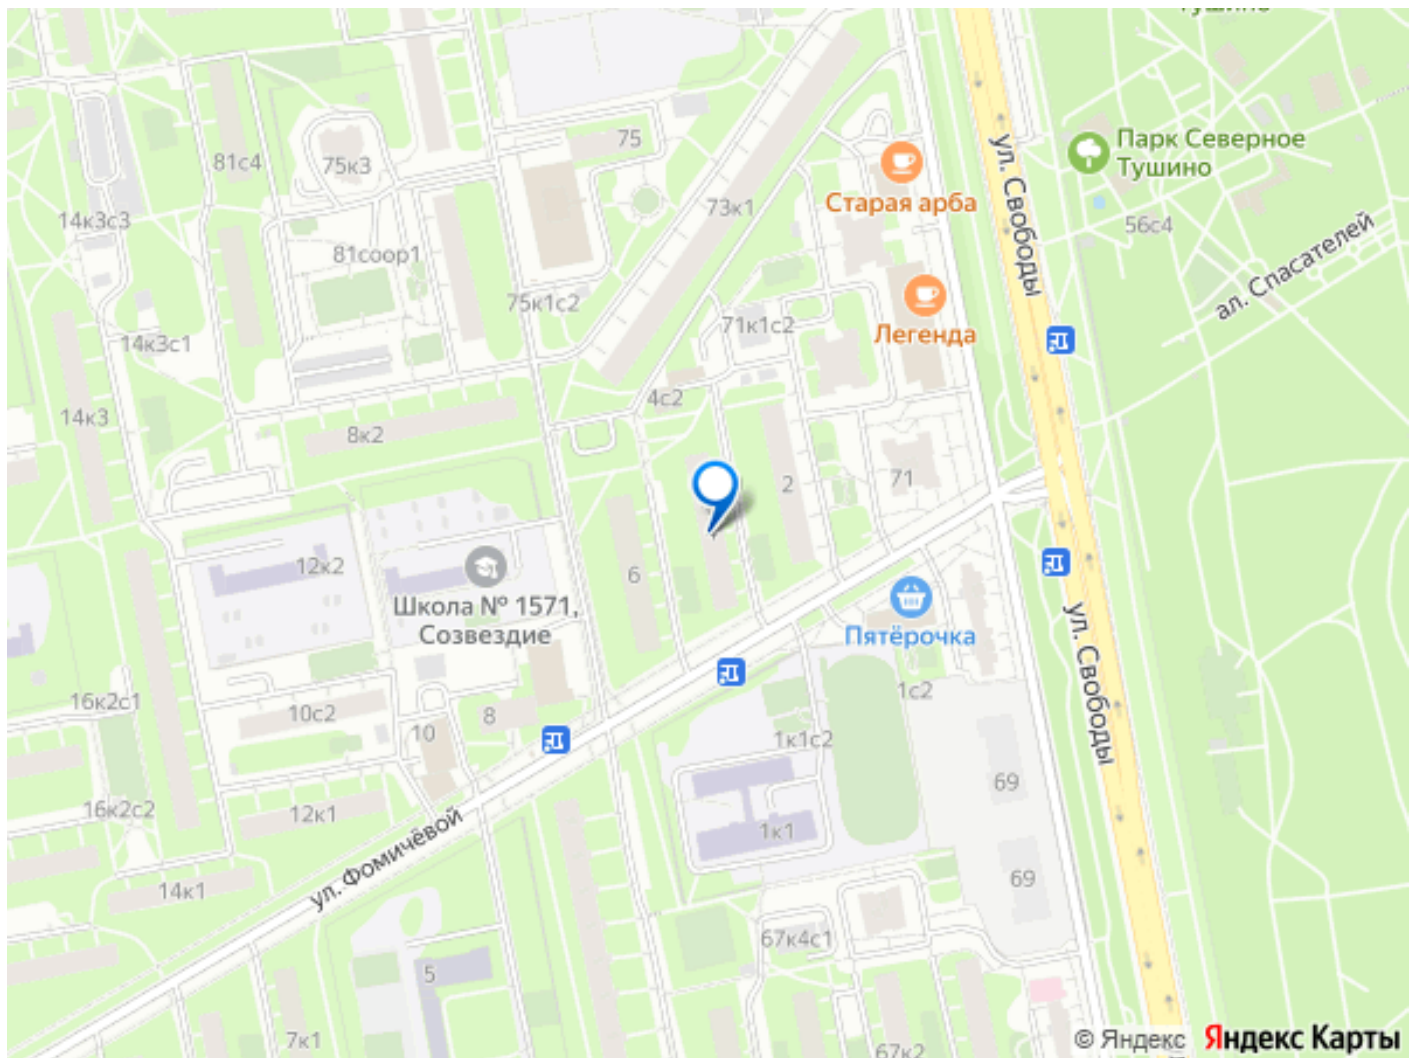 Тушино
Парк Северное
Тушино
75
81с4
75к3
Старая арба
73к1
14к3с3
56с4
ул. Свободы
81соор1
ал. Спасателей
75к1с2
71к1с2
Легенда
14к3с1
4с2
14к3
8к2
71
2
12к2
6
Школа № 1571,
Созвездие
Пятёрочка
ул. Свободы
1с2
16к2с1
10с2
8
10
1к1с2
69
16к2с2
12к1
1к1
ул. Фомичёвой
14к1
69
67к4с1
5
7к1
67к2
© Яндекс Яндекс Карты